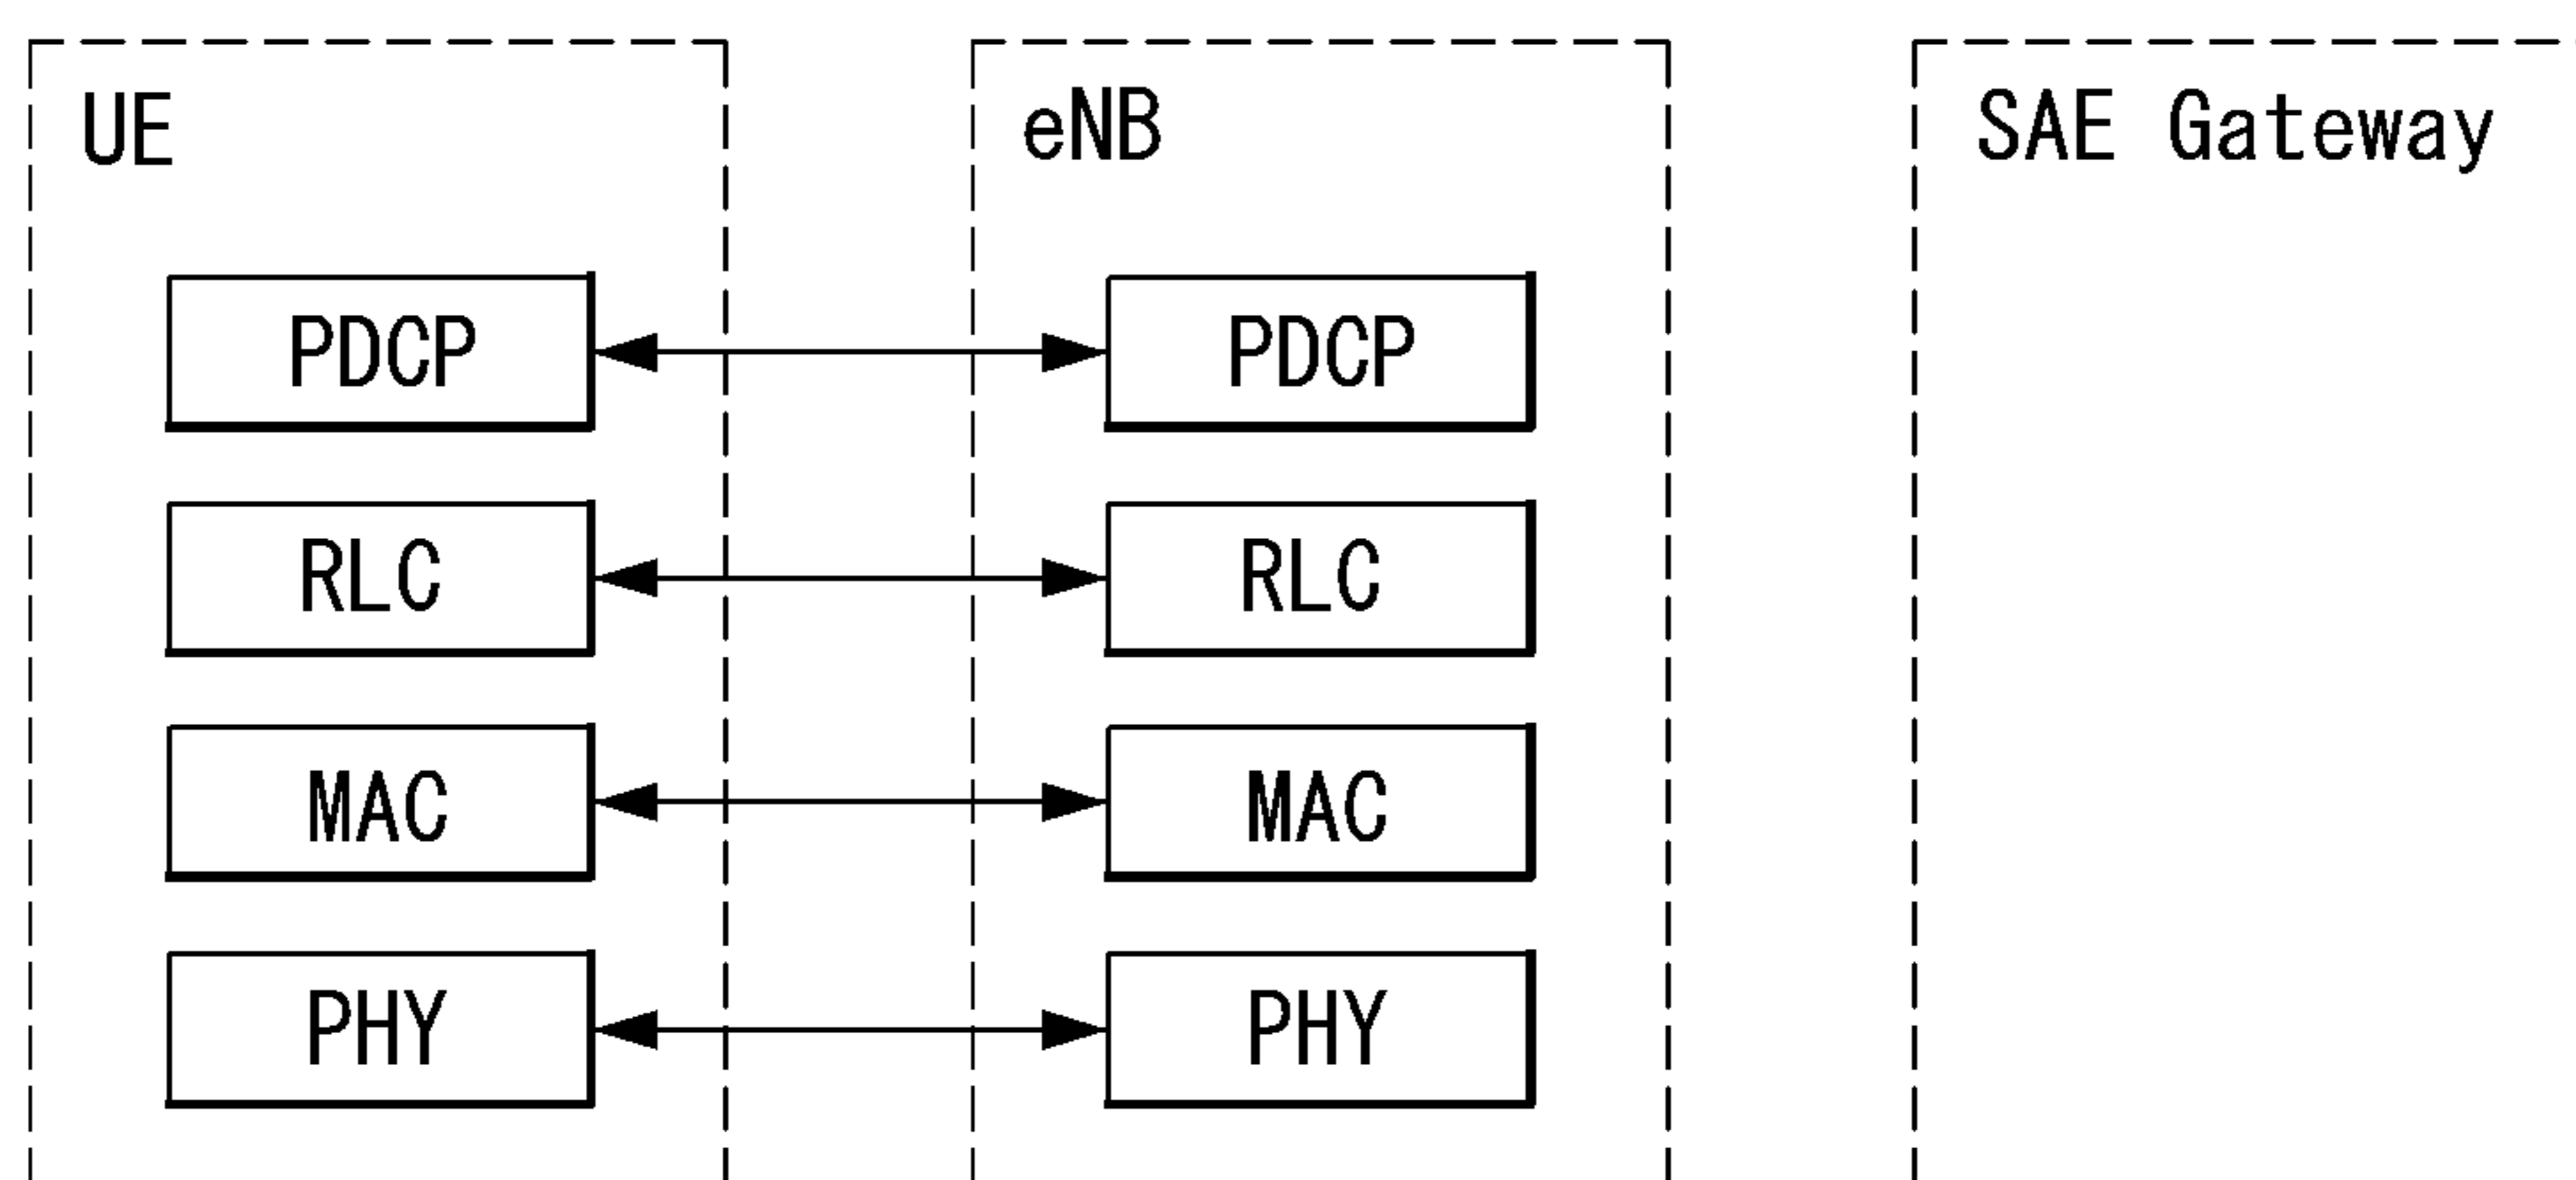 UE
eNB
SAE Gateway
PDCP
PDCP
RLC
RLC
MAC
MAC
PHY
PHY